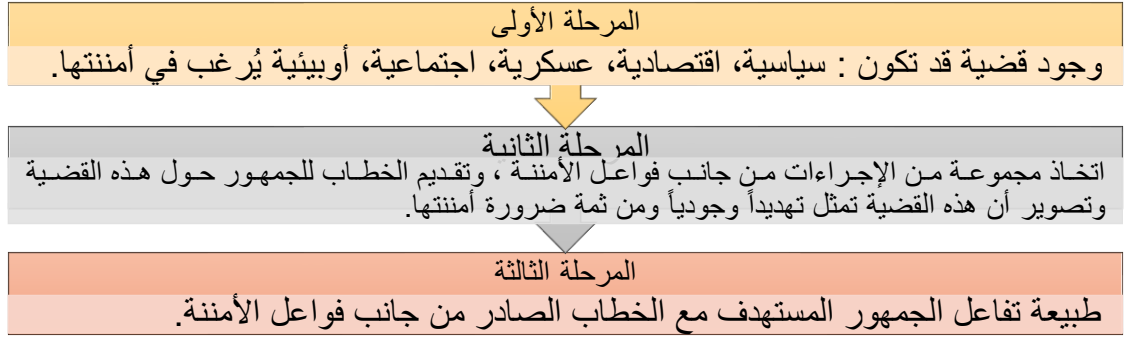 المرحلة الأولى
وجود قضية قد تكون : سياسية، اقتصادية، عسكرية، اجتماعية، أوبيئية يُرغب في أمننتها.
المرحلة الثانية
اتخاذ مجموعة من الإجراءات من جانب فواعل الأمننة ، وتقديم الخطاب للجمهور حول هذه القضية
وتصوير أن هذه القضية تمثل تهديداً وجودياً ومن ثمة ضرورة أمننتها.
المرحلة الثالثة
طبيعة تفاعل الجمهور المستهدف مع الخطاب الصادر من جانب فواعل الأمننة.